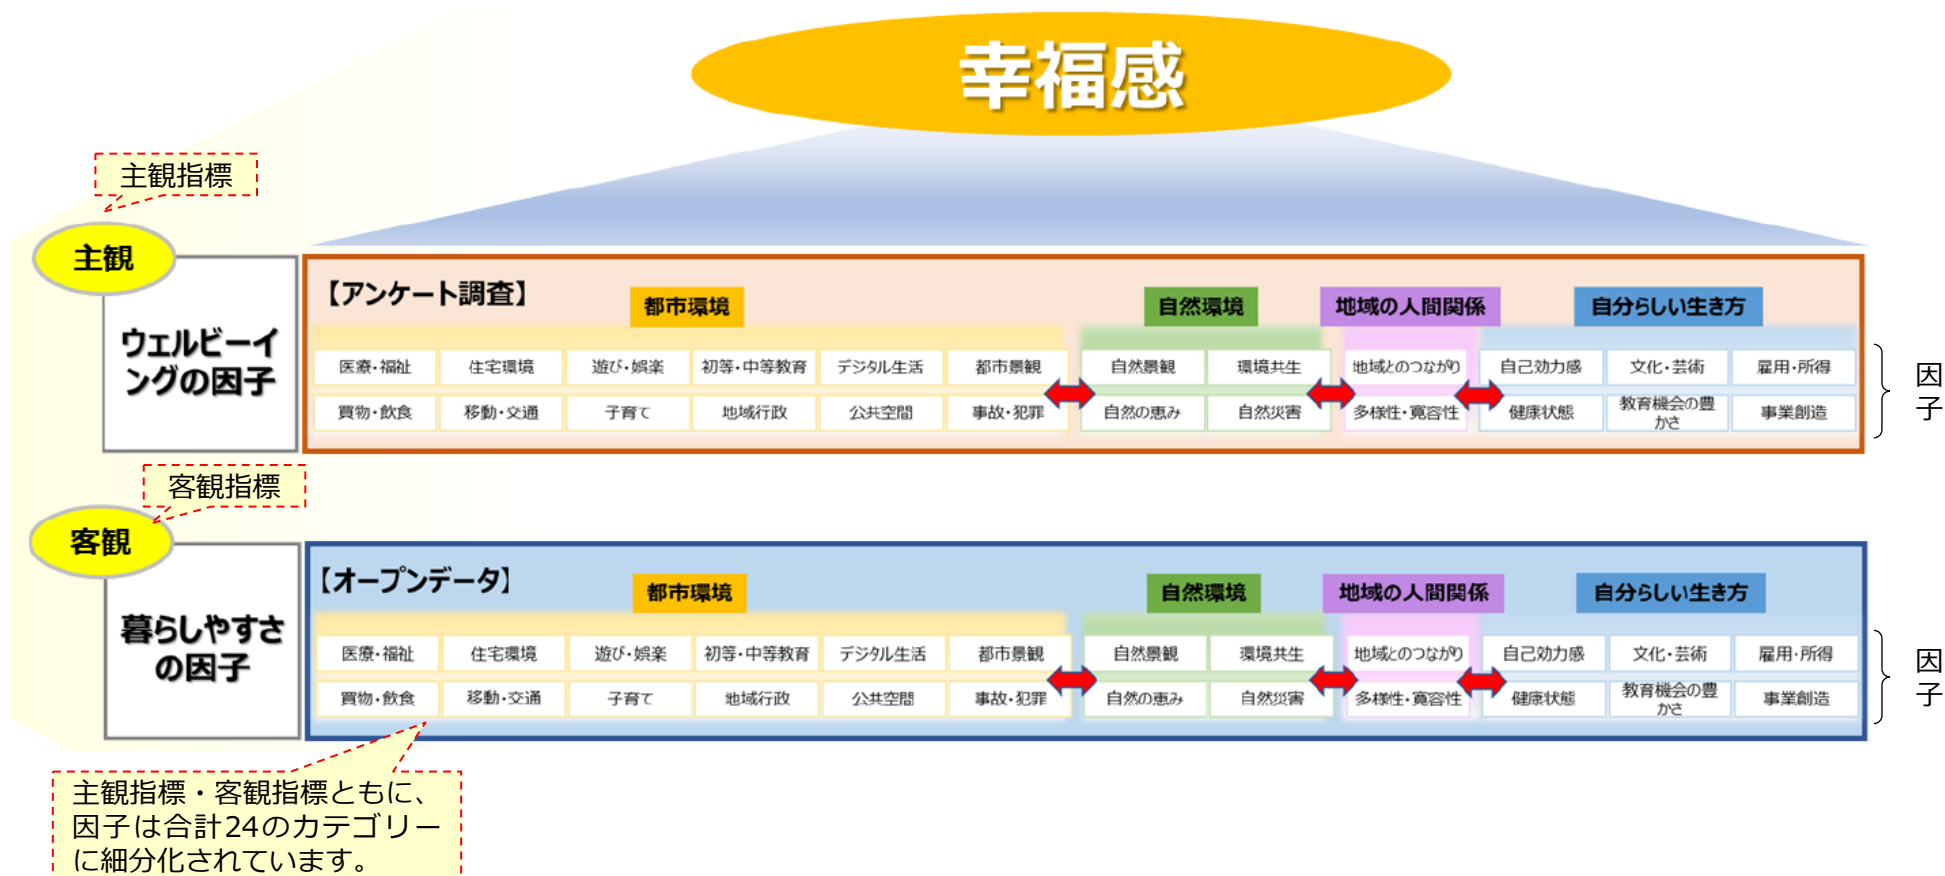 幸福感
主観指標
主観
ウェルビーイ
ングの因子
【アンケート調査】
都市環境
自然環境
地域の人間関係
自分らしい生き方
医療・福祉 住宅環境 遊び・娯楽 初等・中等教育 デジタル生活 都市景観 自然景観 環境共生 地域とのつながり 自己効力感 文化・芸術 雇用・所得
買物・飲食 移動・交通 子育て 地域行政 公共空間 事故・犯罪 自然の恵み 自然災害 多様性・寛容性 健康状態 教育機会の豊
かさ 事業創造
因
子
客観指標
客観
暮らしやすさ
の因子
【オープンデータ】
都市環境
自然環境
地域の人間関係
自分らしい生き方
医療・福祉 住宅環境 遊び・娯楽 初等・中等教育 デジタル生活 都市景観 自然景観 環境共生 地域とのつながり 自己効力感 文化・芸術 雇用・所得
買物・飲食 移動・交通 子育て 地域行政 公共空間 事故・犯罪 自然の恵み 自然災害 多様性・寛容性 健康状態 教育機会の豊
かさ 事業創造
因
子
主観指標・客観指標ともに、
因子は合計24のカテゴリー
に細分化されています。